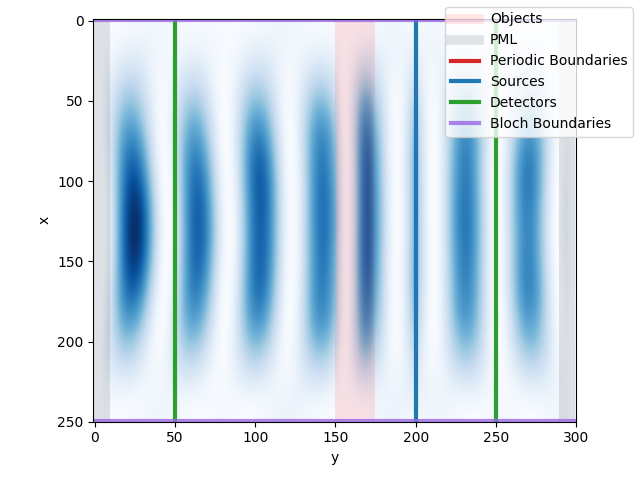 Objects
PML
Periodic Boundaries
Sources
Detectors
Bloch Boundaries
0
50
100
150
200
250
x
0 50 100 150 200 250 300
y